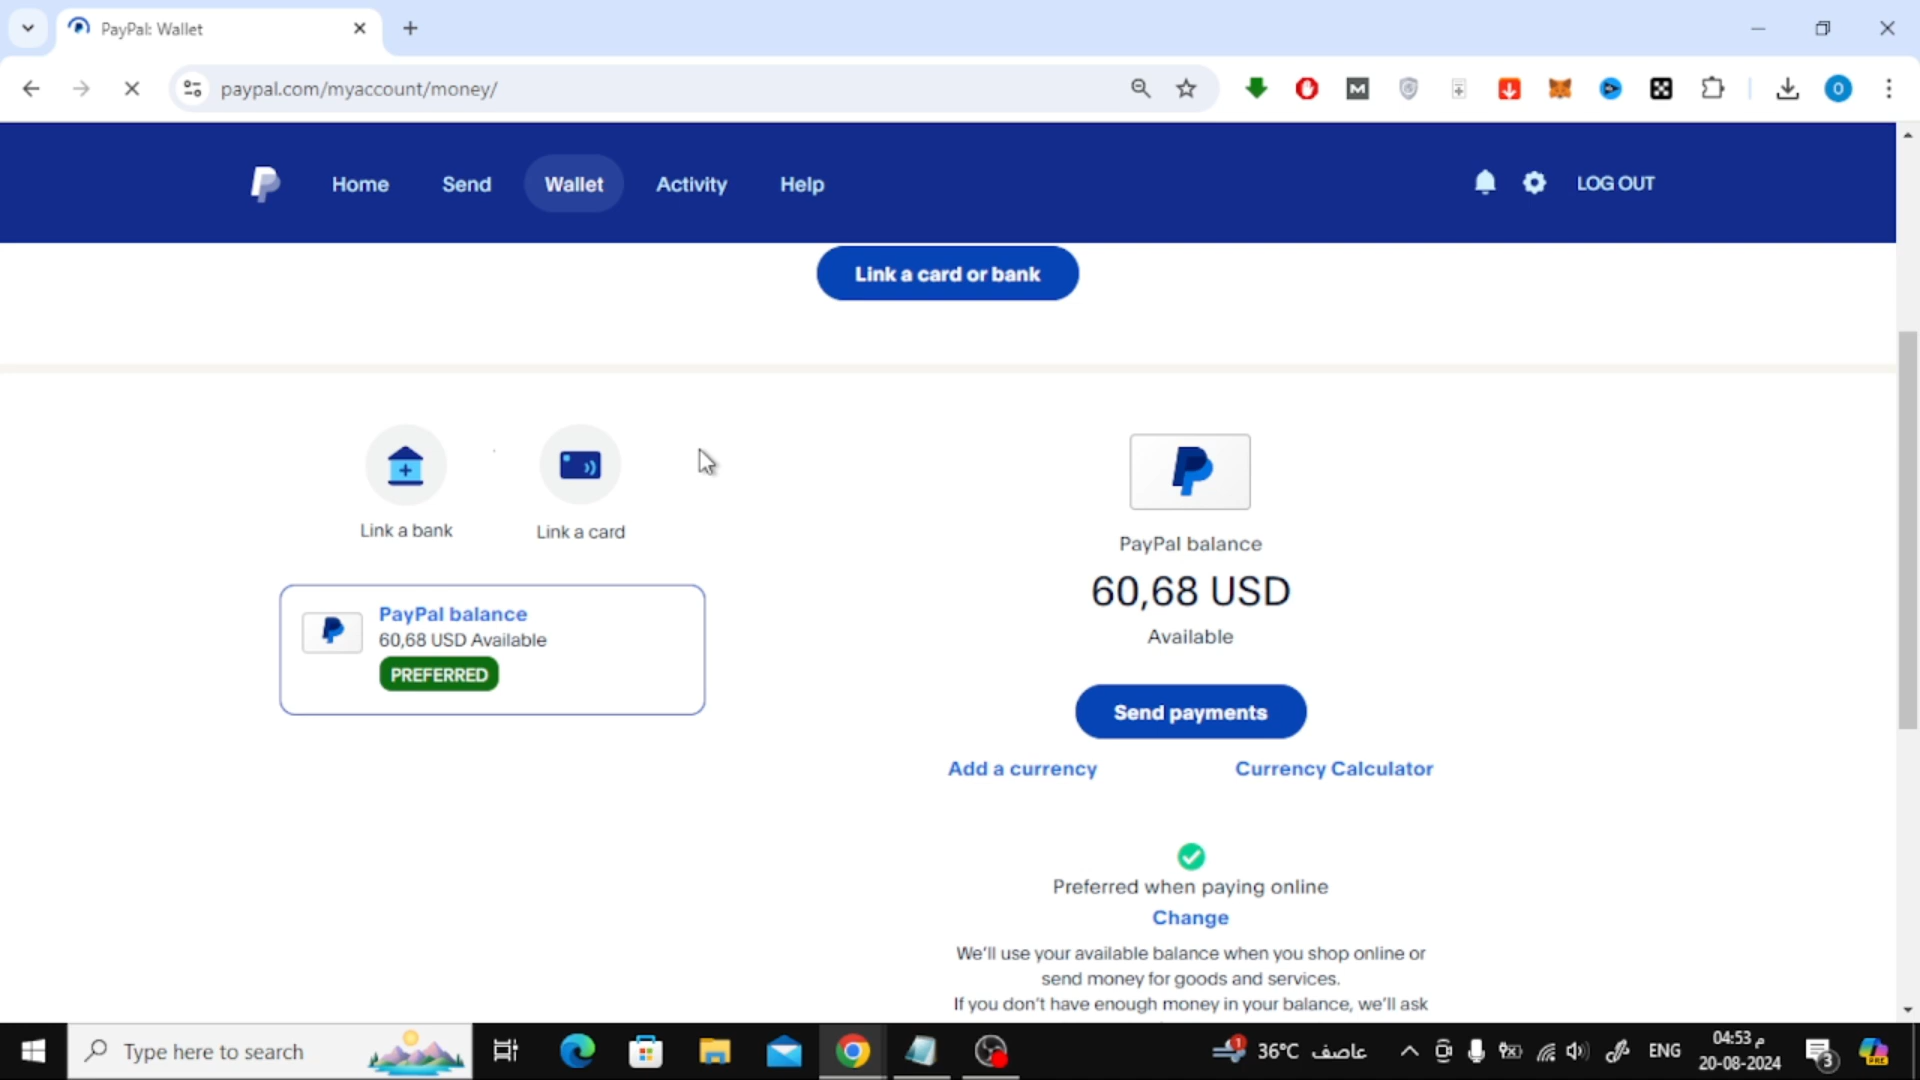 PayPal: Wallet
paypal.com/myaccount/money/
Home
Send
Wallet
Activity
Help
LOG OUT
Link a card or bank
Link a bank
Link a card
PayPal balance
60,68 USD Available
PREFERRED
PayPal balance
60,68 USD
Available
Send payments
Add a currency
Currency Calculator
Preferred when paying online
Change
We'll use your available balance when you shop online or
send money for goods and services.
If you don't have enough money in your balance, we'll ask
Type here to search
36°C عاصف
ENG
04:53 م
20-08-2024